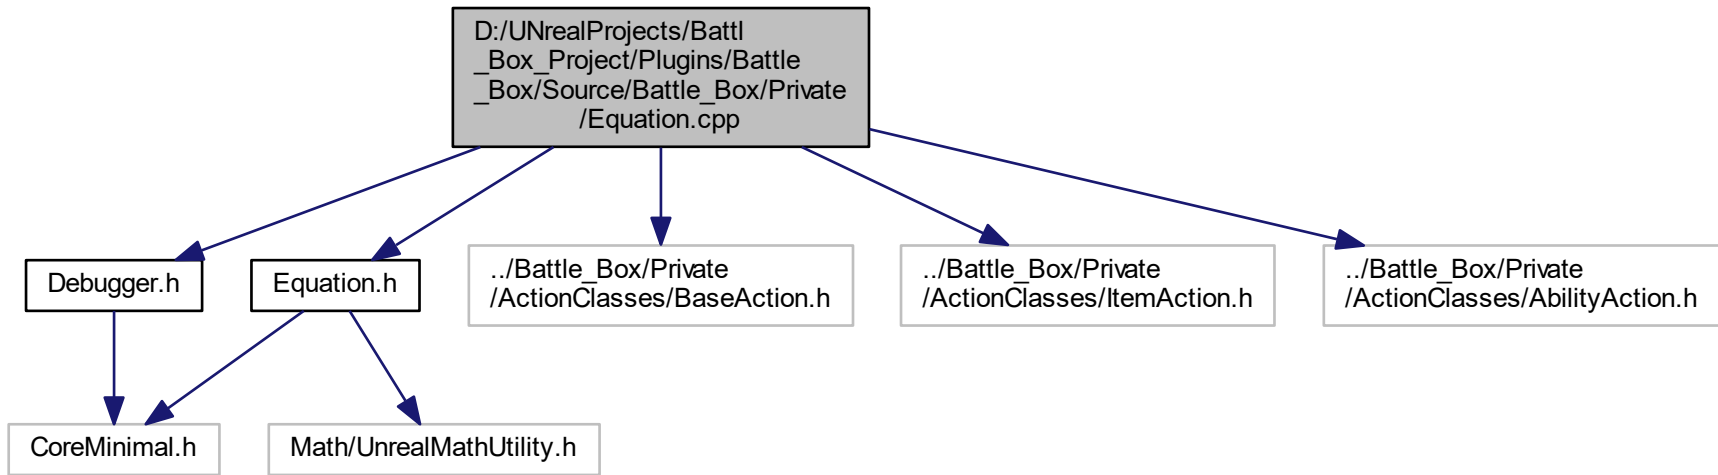 D:/UNrealProjects/Battl
_Box_Project/Plugins/Battle
_Box/Source/Battle_Box/Private
/Equation.cpp
Debugger.h
Equation.h
../Battle_Box/Private
/ActionClasses/BaseAction.h
../Battle_Box/Private
/ActionClasses/ItemAction.h
../Battle_Box/Private
/ActionClasses/AbilityAction.h
CoreMinimal.h
Math/UnrealMathUtility.h